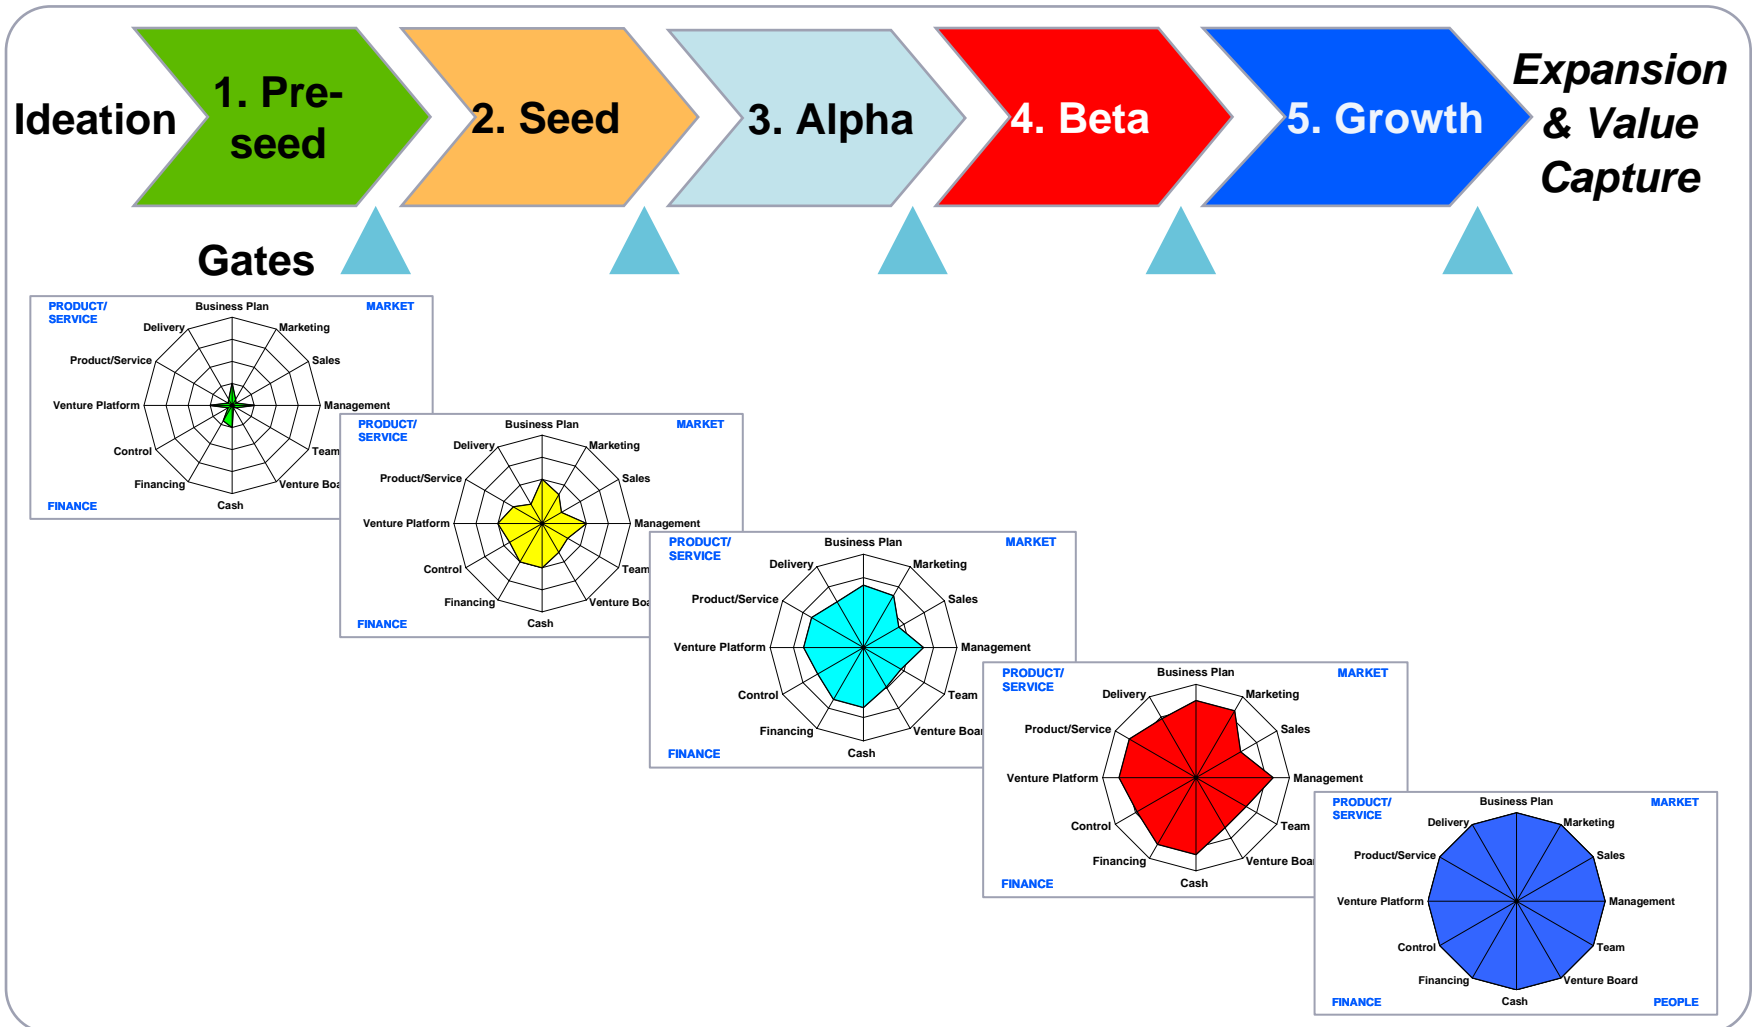 Ideation
1. Pre-
seed
2. Seed
3. Alpha
4. Beta
5. Growth
Expansion
& Value
Capture
Gates
PRODUCT/
SERVICE
MARKET
Business Plan
Delivery
Marketing
Product/Service
Sales
Venture Platform
Management
Control
Team
Financing
Venture Boa
Cash
FINANCE
PRODUCT/
SERVICE
MARKET
Business Plan
Delivery
Marketing
Product/Service
Sales
Venture Platform
Management
Control
Team
Financing
Venture Boa
Cash
FINANCE
PRODUCT/
SERVICE
MARKET
Business Plan
Delivery
Marketing
Product/Service
Sales
Venture Platform
Management
Control
Team
Financing
Venture Boar
Cash
FINANCE
PRODUCT/
SERVICE
MARKET
Business Plan
Delivery
Marketing
Product/Service
Sales
Venture Platform
Management
Control
Team
Financing
Venture Boar
Cash
FINANCE
PRODUCT/
SERVICE
MARKET
Business Plan
Delivery
Marketing
Product/Service
Sales
Venture Platform
Management
Control
Team
Financing
Venture Board
Cash
FINANCE
PEOPLE